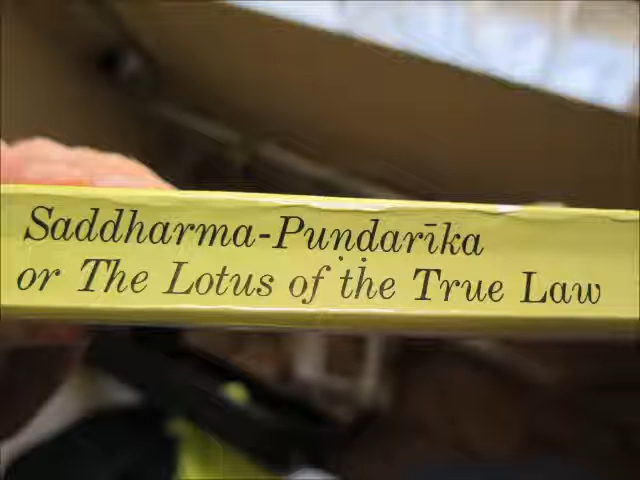 Saddharma-Puṇḍarīka
or The Lotus of the True Law